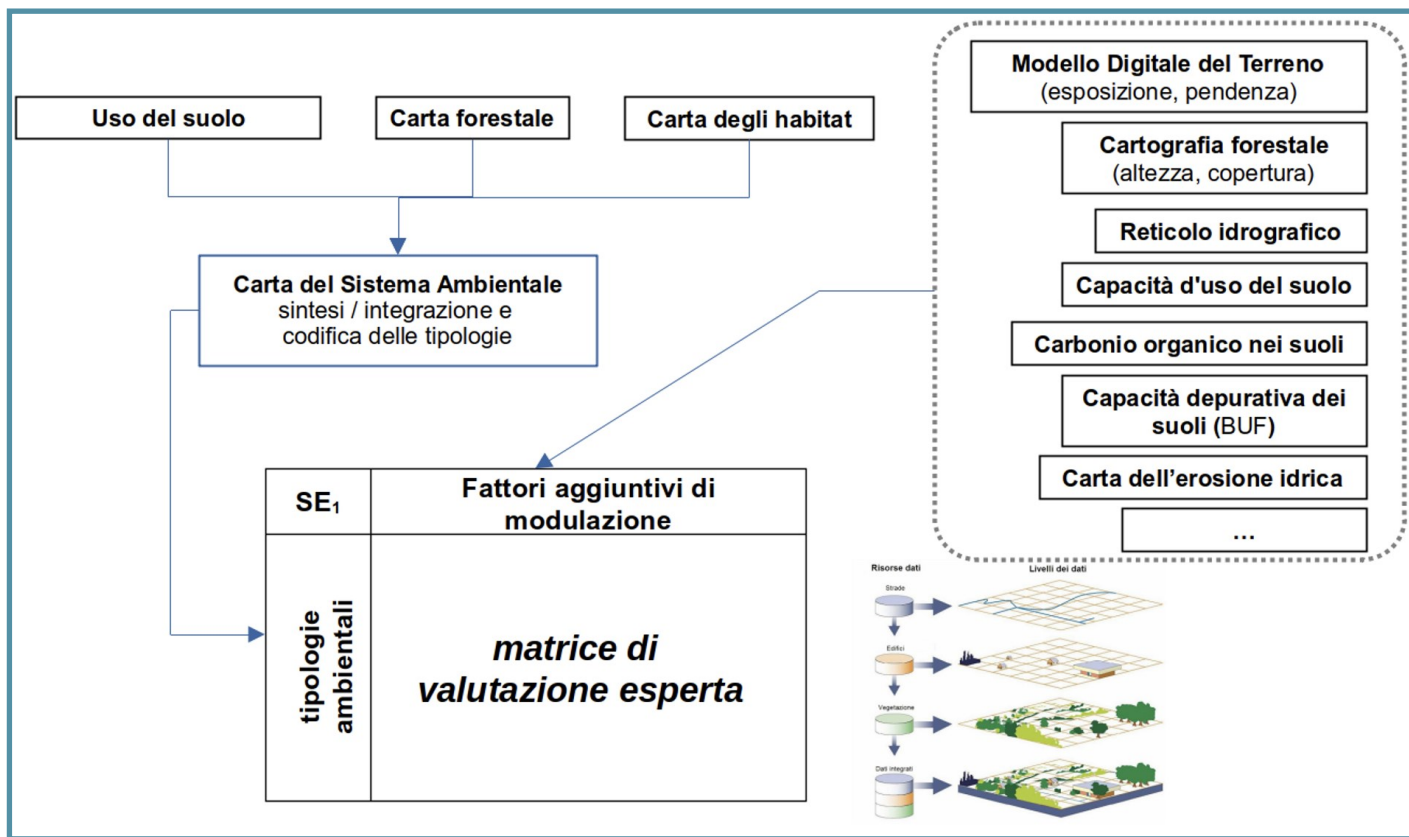 Uso del suolo
Carta forestale
Carta degli habitat
Carta del Sistema Ambientale
sintesi / integrazione e
codifica delle tipologie
Modello Digitale del Terreno
(esposizione, pendenza)
Cartografia forestale
(altezza, copertura)
Reticolo idrografico
Capacità d'uso del suolo
Carbonio organico nei suoli
Capacità depurativa dei
suoli (BUF)
Carta dell’erosione idrica
...
SE₁
Fattori aggiuntivi di
modulazione
tipologie
ambientali
matrice di
valutazione esperta
Risorse dati
Livelli dei dati
Strade
Edifici
Vegetazione
Dati integrati